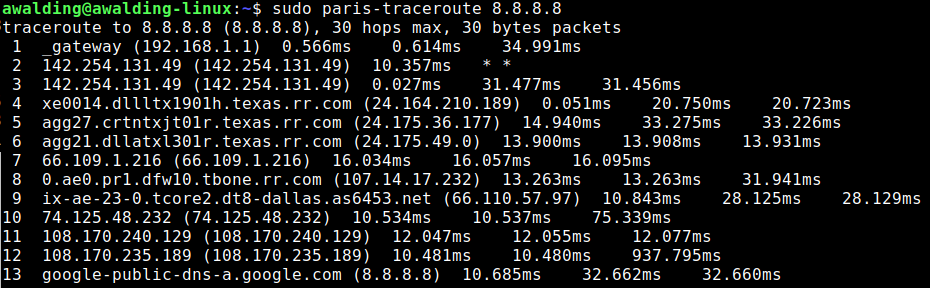 awalding@awalding-linux:~$ sudo paris-traceroute 8.8.8.8
traceroute to 8.8.8.8 (8.8.8.8), 30 hops max, 30 bytes packets
1 _gateway (192.168.1.1) 0.566ms 0.614ms 34.991ms
2 142.254.131.49 (142.254.131.49) 10.357ms * *
3 142.254.131.49 (142.254.131.49) 0.027ms 31.477ms 31.456ms
4 xe0014.dllltx1901h.texas.rr.com (24.164.210.189) 0.051ms 20.750ms 20.723ms
5 agg27.crtntxjt01r.texas.rr.com (24.175.36.177) 14.940ms 33.275ms 33.226ms
6 agg21.dllatxl301r.texas.rr.com (24.175.49.0) 13.900ms 13.908ms 13.931ms
7 66.109.1.216 (66.109.1.216) 16.034ms 16.057ms 16.095ms
8 0.ae0.pr1.dfw10.tbone.rr.com (107.14.17.232) 13.263ms 13.263ms 31.941ms
9 ix-ae-23-0.tcore2.dt8-dallas.as6453.net (66.110.57.97) 10.843ms 28.125ms 28.129ms
10 74.125.48.232 (74.125.48.232) 10.534ms 10.537ms 75.339ms
11 108.170.240.129 (108.170.240.129) 12.047ms 12.055ms 12.077ms
12 108.170.235.189 (108.170.235.189) 10.481ms 10.480ms 937.795ms
13 google-public-dns-a.google.com (8.8.8.8) 10.685ms 32.662ms 32.660ms